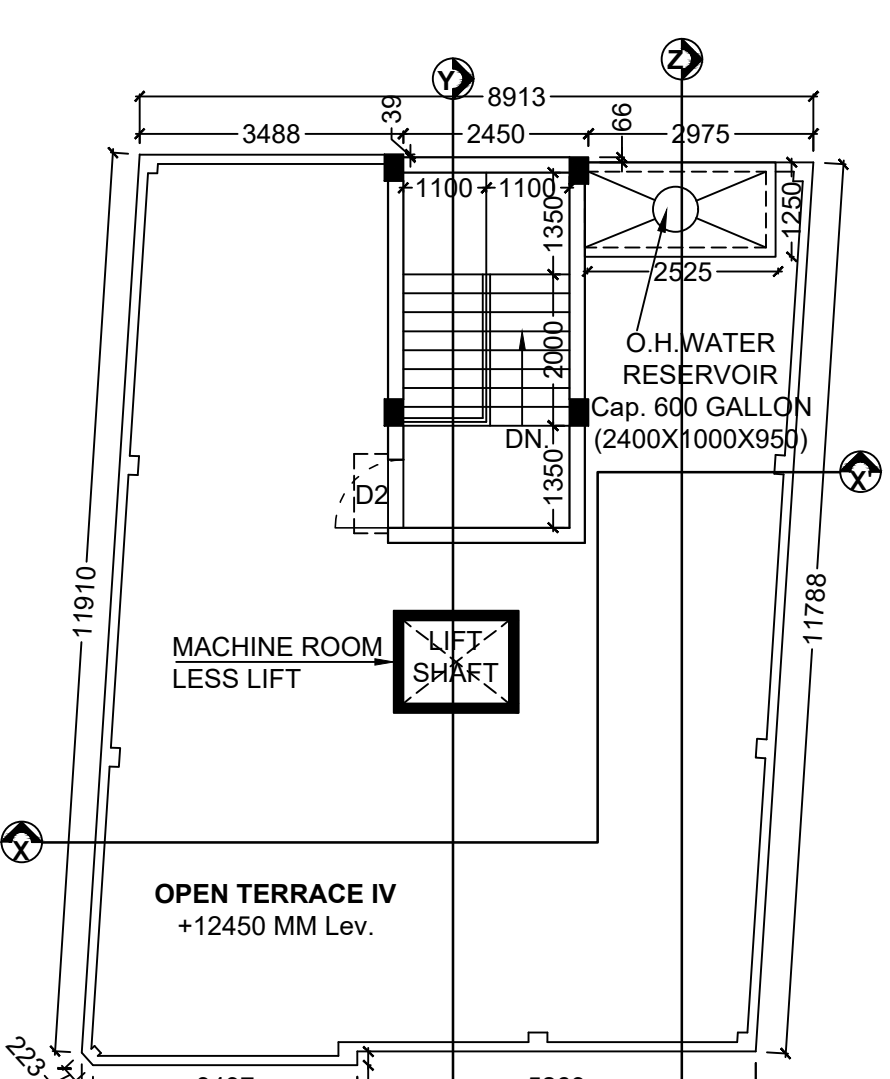 Y
Z
8913
39
66
3488
2450
2975
1100
1100
1350
1250
2525
2000
O.H.WATER
RESERVOIR
Cap. 600 GALLON
(2400X1000X950)
DN.
1350
D2
X'
11910
11788
MACHINE ROOM
LESS LIFT
LIFT
SHAFT
X
OPEN TERRACE IV
+12450 MM Lev.
223